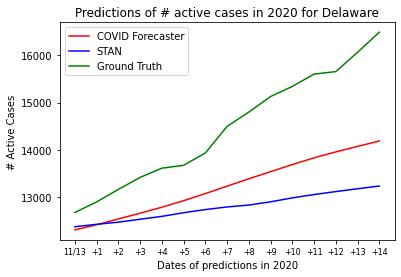 Predictions of # active cases in 2020 for Delaware
COVID Forecaster
STAN
Ground Truth
# Active Cases
16000
15000
14000
13000
11/13 +1 +2 +3 +4 +5 +6 +7 +8 +9 +10 +11 +12 +13 +14
Dates of predictions in 2020